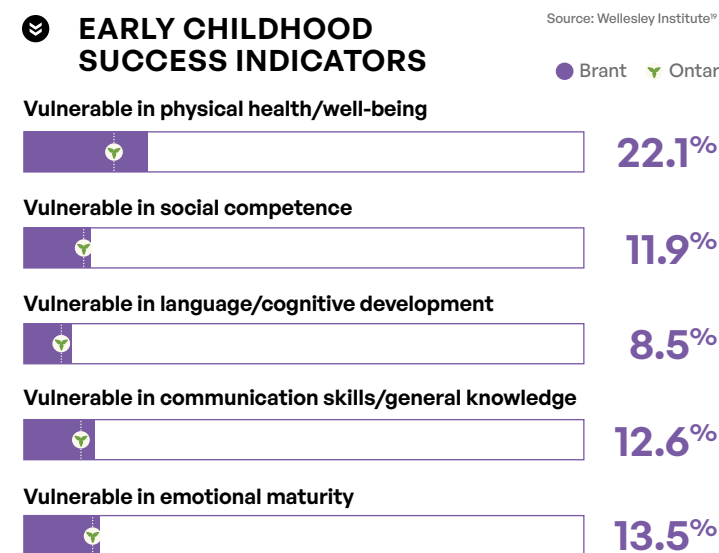 EARLY CHILDHOOD
SUCCESS INDICATORS
Source: Wellesley Institute¹⁹
Brant Ontar
Vulnerable in physical health/well-being
22.1%
Vulnerable in social competence
11.9%
Vulnerable in language/cognitive development
8.5%
Vulnerable in communication skills/general knowledge
12.6%
Vulnerable in emotional maturity
13.5%